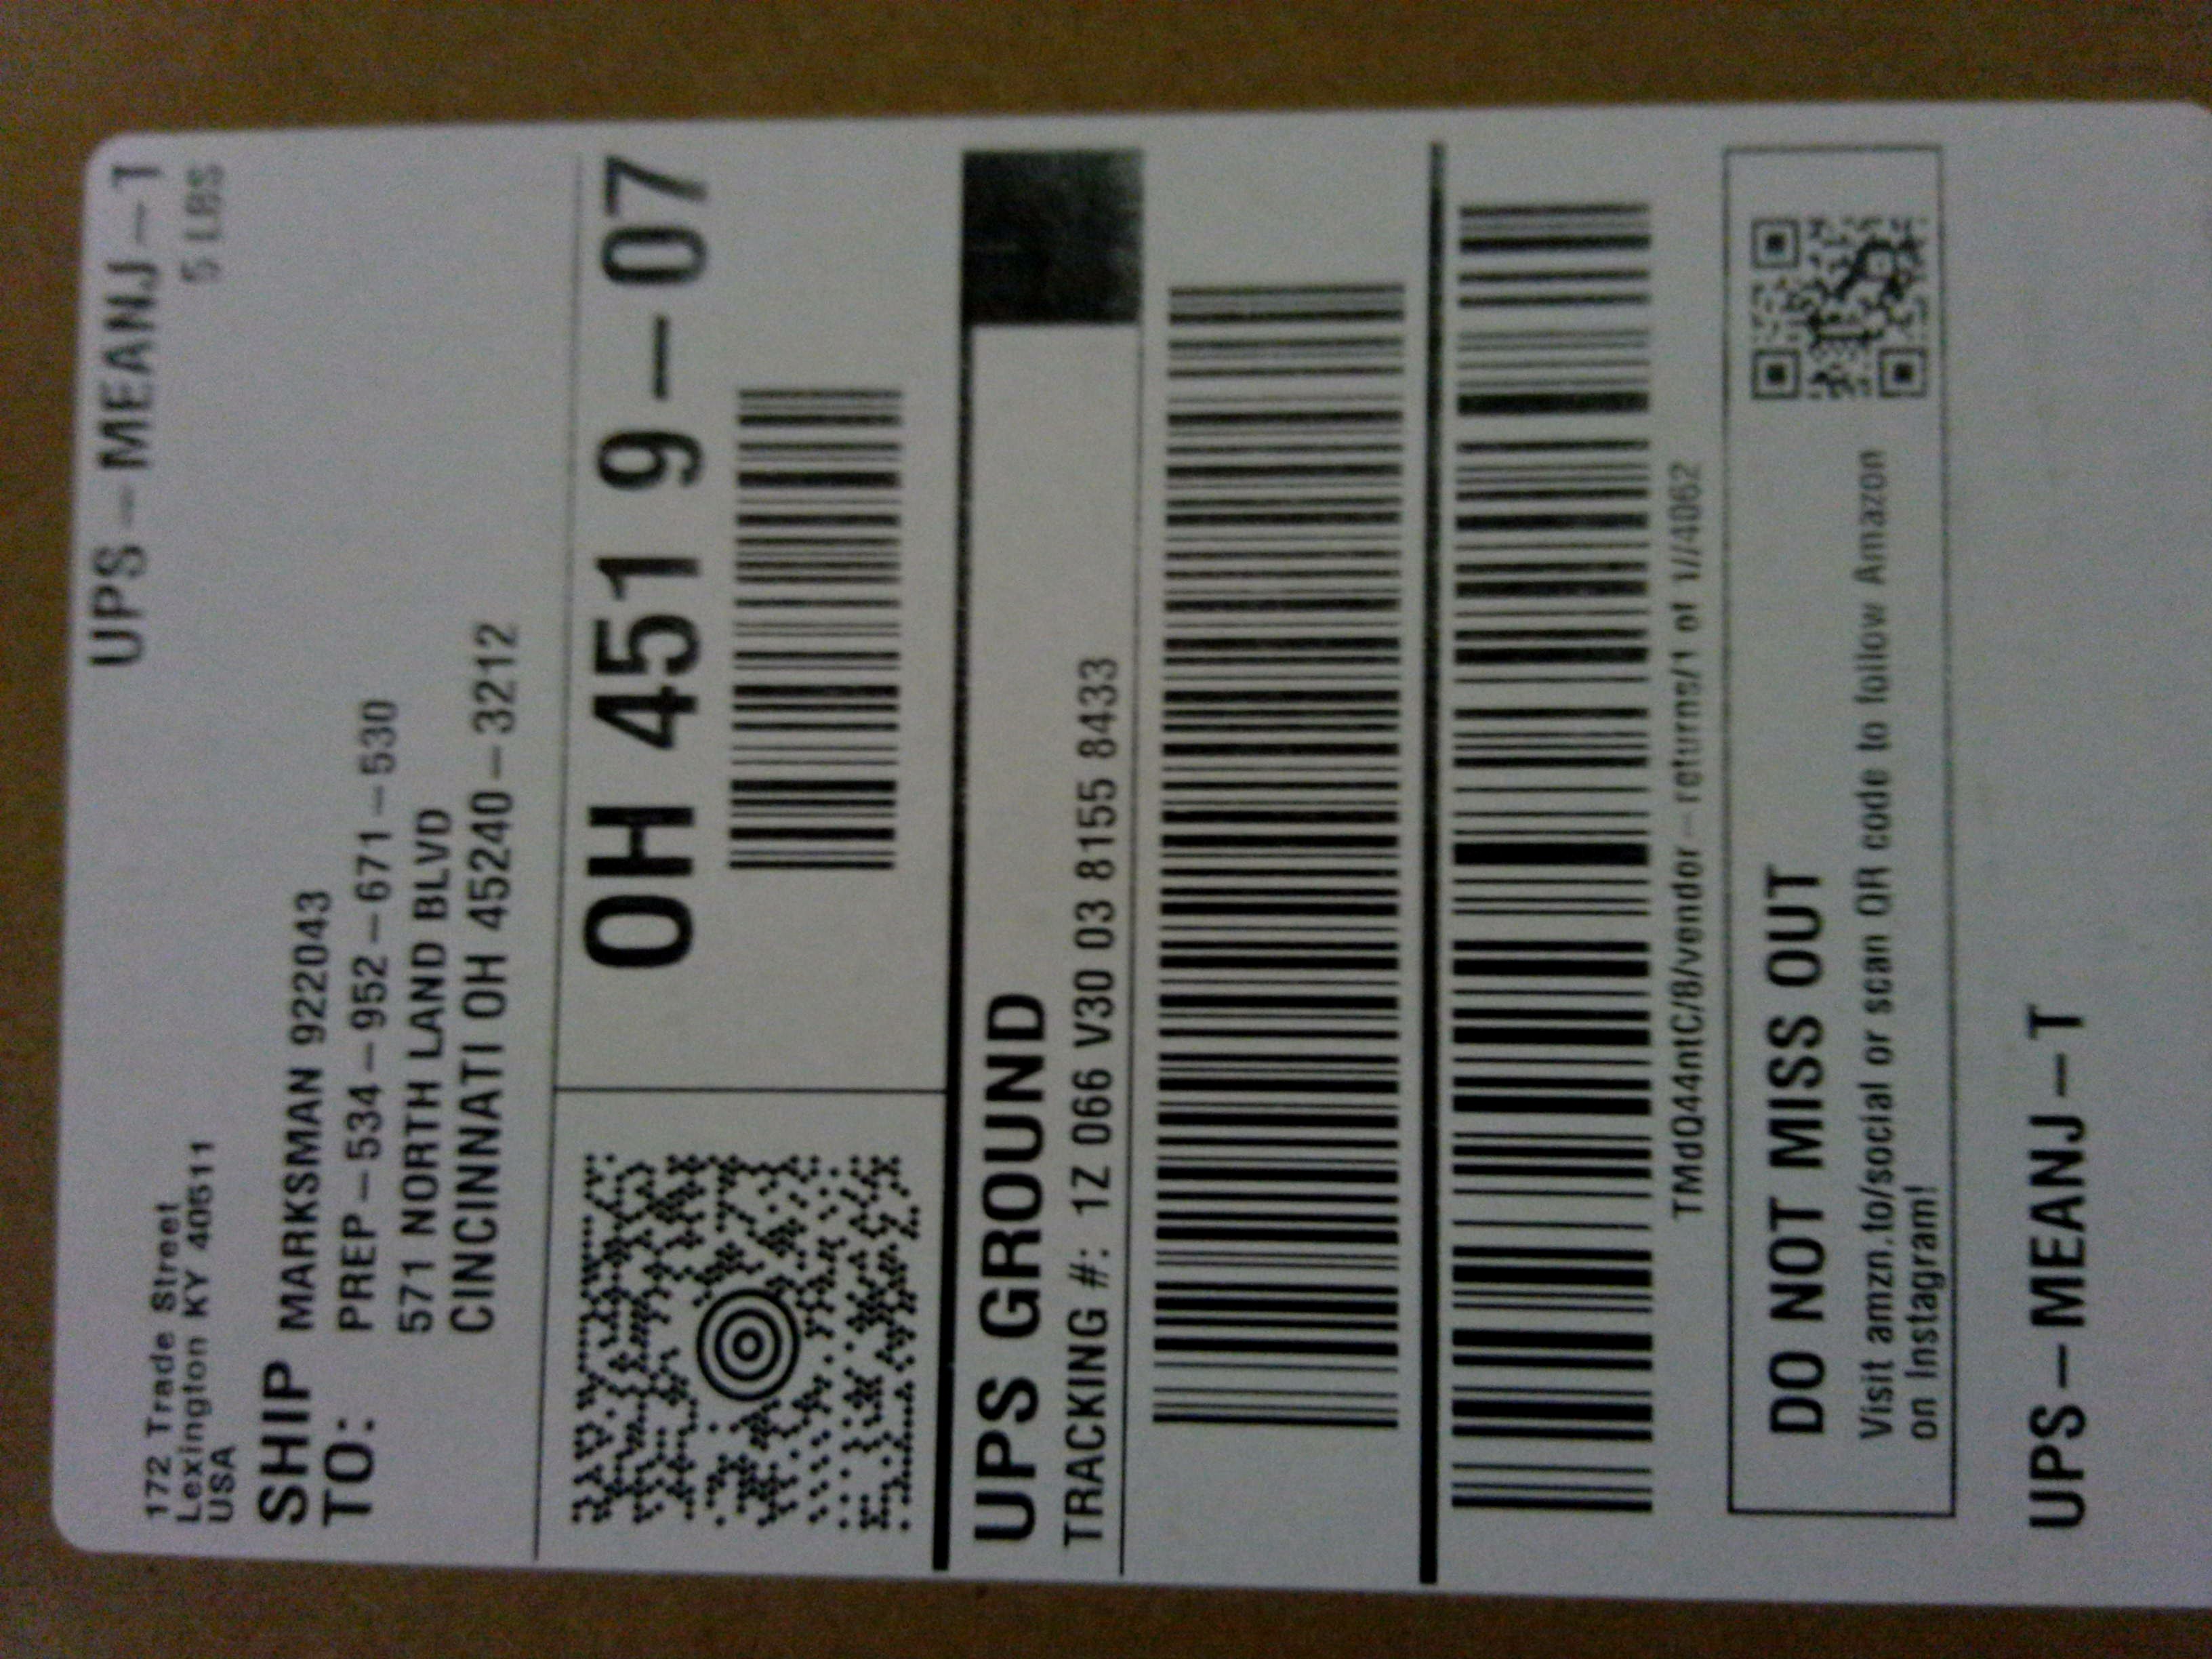 UPS-MEANJ-T
5 LBS
172 Trade Street
Lexington KY 40511
USA
SHIP TO:
MARKSMAN 922043
PREP-534-952-671-530
571 NORTH LAND BLVD
CINCINNATI OH 45240-3212
OH 451 9-07
UPS GROUND
TRACKING #: 1Z 066 V30 03 8155 8433
TMdQ44ntC/8/vendor-returns/1 of 1//4062
DO NOT MISS OUT
Visit amzn.to/social or scan QR code to follow Amazon
on Instagram!
UPS-MEANJ-T